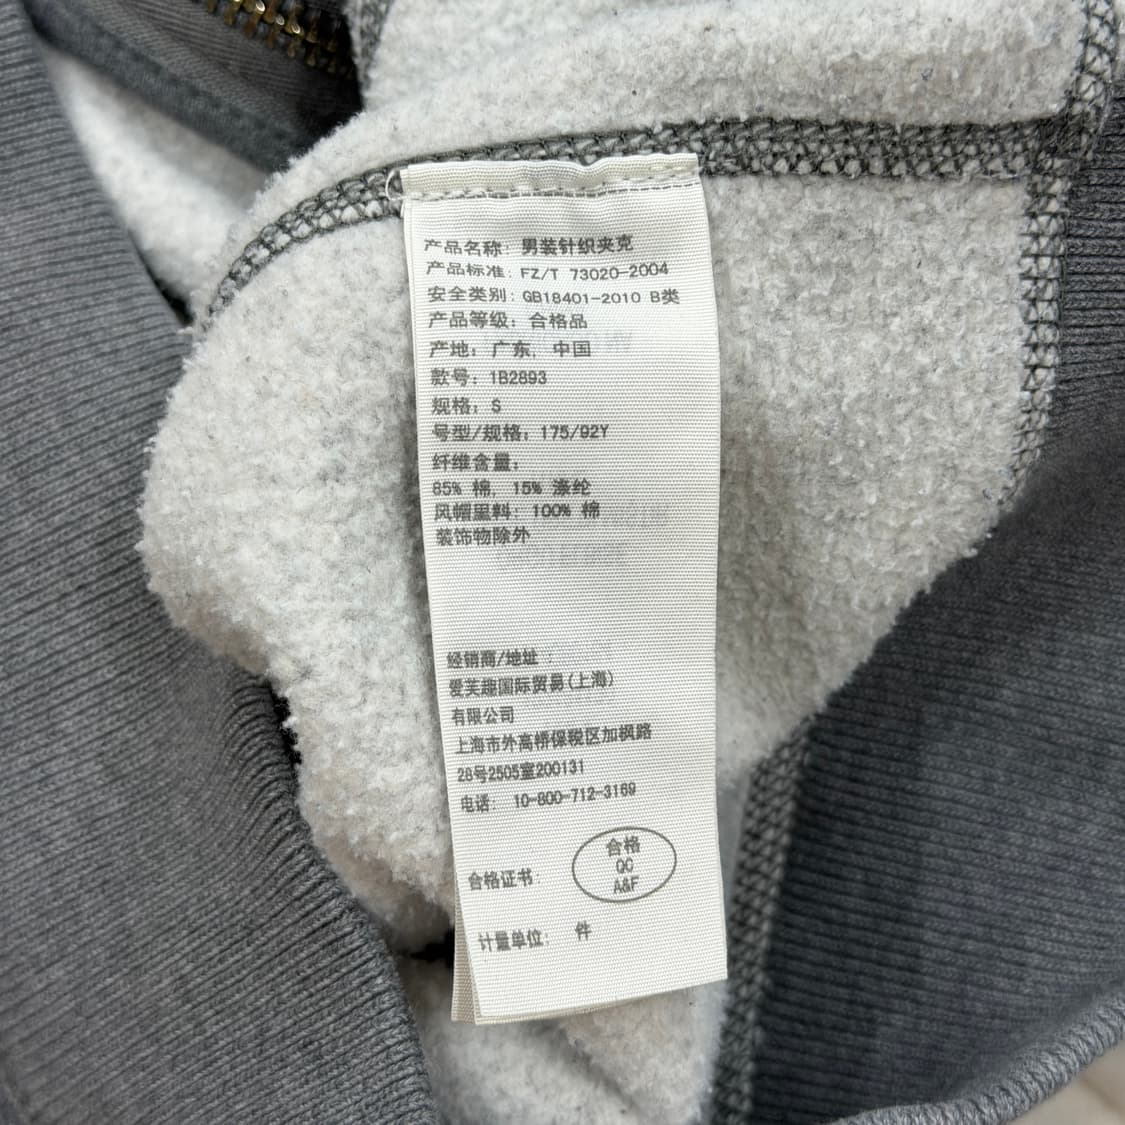 产品名称：男装针织夹克
产品标准：FZ/T 73020-2004
安全类别：GB18401-2010 B类
产品等级：合格品
产地：广东，中国
款号：1B2893
规格：S
号型/规格：175/92Y
纤维含量：
85% 棉，15% 涤纶
风帽里料：100% 棉
装饰物除外
经销商/地址：
爱芙趣国际贸易(上海)
有限公司
上海市外高桥保税区加枫路
28号2505室200131
电话：10-800-712-3169
合格证书：
合格
QC
A&F
计量单位：件